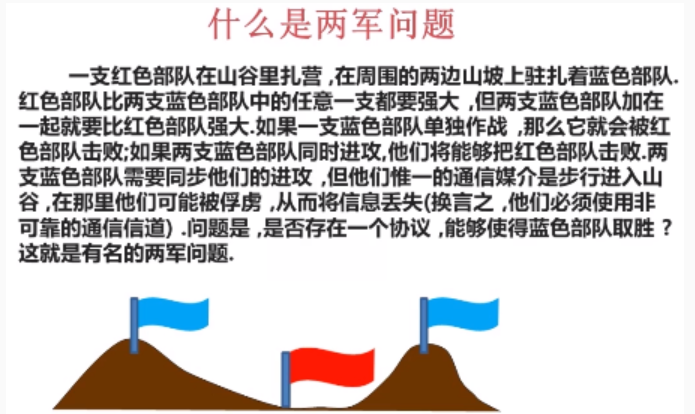 什么是两军问题
一支红色部队在山谷里扎营 ,在周围的两边山坡上驻扎着蓝色部队.
红色部队比两支蓝色部队中的任意一支都要强大 ,但两支蓝色部队加在
一起就要比红色部队强大.如果一支蓝色部队单独作战 ,那么它就会被红
色部队击败;如果两支蓝色部队同时进攻,他们将能够把红色部队击败.两
支蓝色部队需要同步他们的进攻 ,但他们惟一的通信媒介是步行进入山
谷 ,在那里他们可能被俘虏 ,从而将信息丢失(换言之 ,他们必须使用非
可靠的通信信道) .问题是 ,是否存在一个协议 ,能够使得蓝色部队取胜 ?
这就是有名的两军问题.